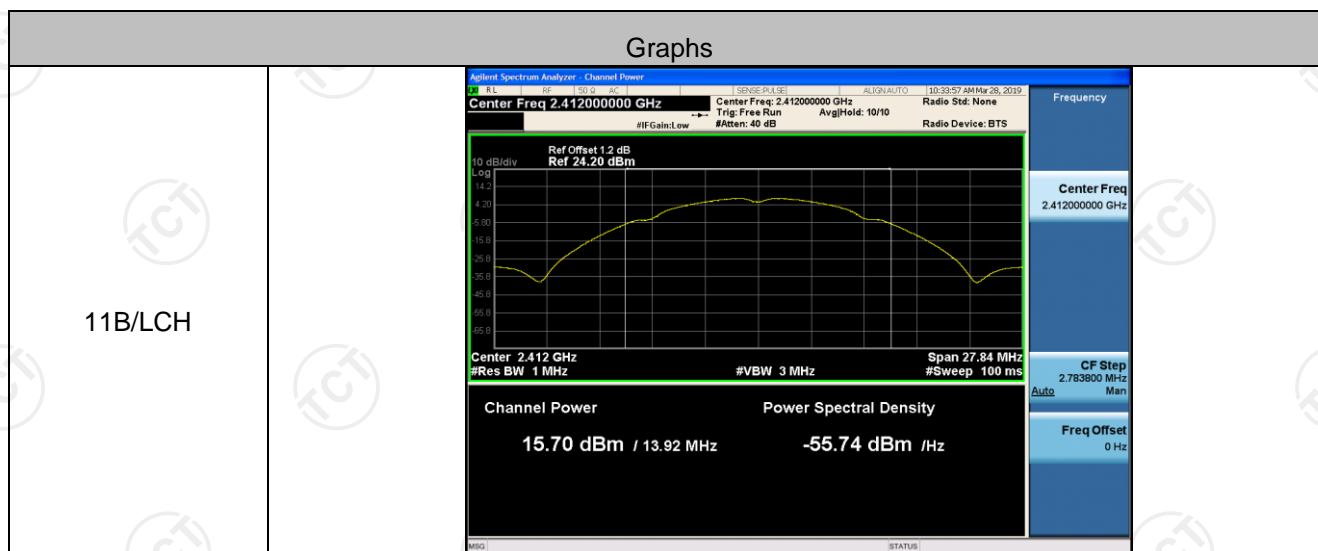 Graphs
11B/LCH
Agilent Spectrum Analyzer - Channel Power
RL RF 50 Ω AC SENSE:PULSE ALIGN AUTO 10:33:57 AM Mar 28, 2019
Center Freq 2.412000000 GHz
Center Freq: 2.412000000 GHz
Radio Std: None
Trig: Free Run Avg|Hold: 10/10
#IFGain:Low
#Atten: 40 dB
Radio Device: BTS
Ref Offset 1.2 dB
10 dB/div Ref 24.20 dBm
Log
14.2
4.20
-5.80
-15.8
-25.8
-35.8
-45.8
-55.8
-65.8
Center 2.412 GHz Span 27.84 MHz
#Res BW 1 MHz #VBW 3 MHz #Sweep 100 ms
Channel Power Power Spectral Density
15.70 dBm / 13.92 MHz -55.74 dBm /Hz
MSG STATUS
Frequency
Center Freq
2.412000000 GHz
CF Step
2.783800 MHz
Auto Man
Freq Offset
0 Hz
TCT
TCT
TCT
TCT
TCT
TCT